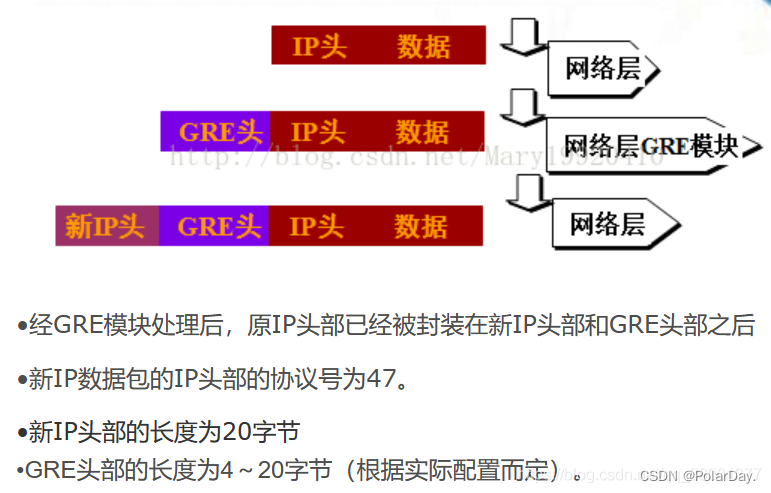 IP头 数据
网络层
GRE头 IP头 数据
网络层GRE模块
http://blog.csdn.net/Mary19920410
新IP头 GRE头 IP头 数据
网络层
•经GRE模块处理后，原IP头部已经被封装在新IP头部和GRE头部之后
•新IP数据包的IP头部的协议号为47。
•新IP头部的长度为20字节
•GRE头部的长度为4～20字节（根据实际配置而定）。
CSDN @PolarDay.